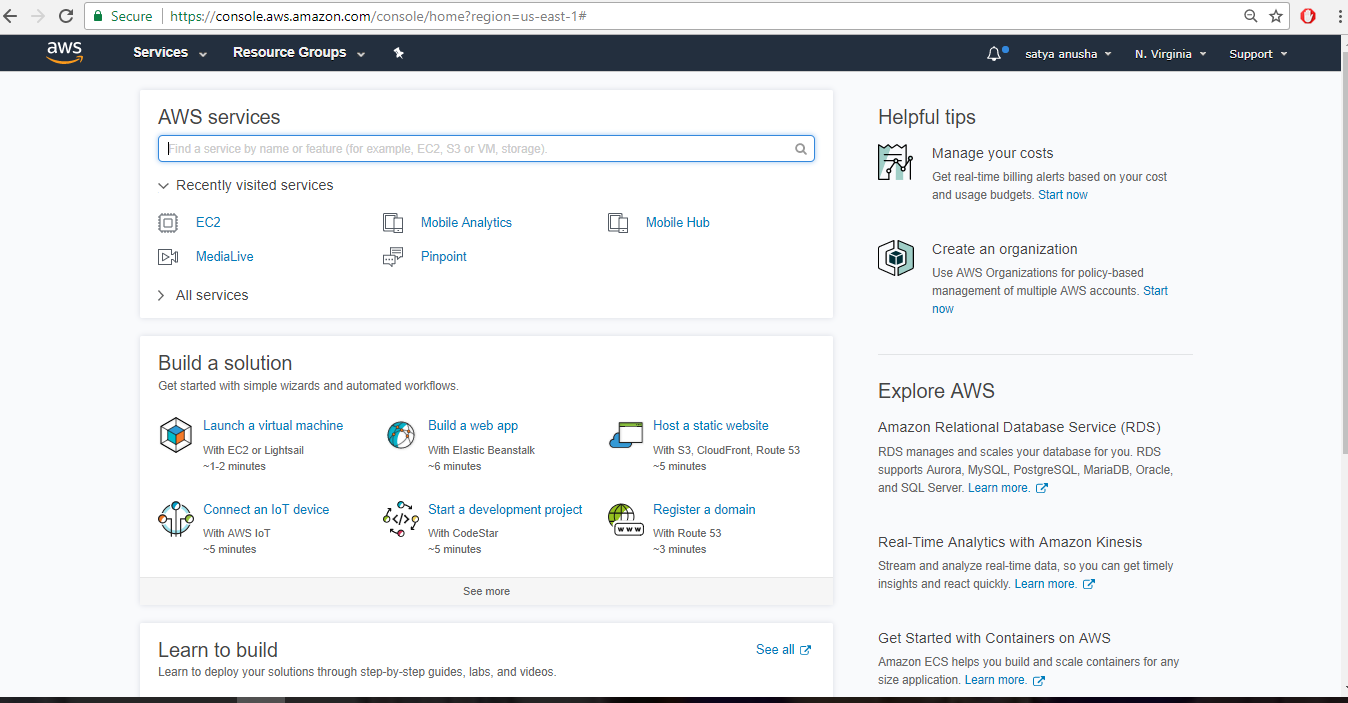 Secure https://console.aws.amazon.com/console/home?region=us-east-1#
aws Services Resource Groups satya anusha N. Virginia Support
AWS services
Find a service by name or feature (for example, EC2, S3 or VM, storage).
Recently visited services
EC2 Mobile Analytics Mobile Hub
MediaLive Pinpoint
All services
Build a solution
Get started with simple wizards and automated workflows.
Launch a virtual machine
With EC2 or Lightsail
~1-2 minutes
Build a web app
With Elastic Beanstalk
~6 minutes
Host a static website
With S3, CloudFront, Route 53
~5 minutes
Connect an IoT device
With AWS IoT
~5 minutes
Start a development project
With CodeStar
~5 minutes
Register a domain
With Route 53
~3 minutes
www
See more
Learn to build
See all
Learn to deploy your solutions through step-by-step guides, labs, and videos.
Helpful tips
Manage your costs
Get real-time billing alerts based on your cost
and usage budgets. Start now
Create an organization
Use AWS Organizations for policy-based
management of multiple AWS accounts. Start
now
Explore AWS
Amazon Relational Database Service (RDS)
RDS manages and scales your database for you. RDS
supports Aurora, MySQL, PostgreSQL, MariaDB, Oracle,
and SQL Server. Learn more.
Real-Time Analytics with Amazon Kinesis
Stream and analyze real-time data, so you can get timely
insights and react quickly. Learn more.
Get Started with Containers on AWS
Amazon ECS helps you build and scale containers for any
size application. Learn more.